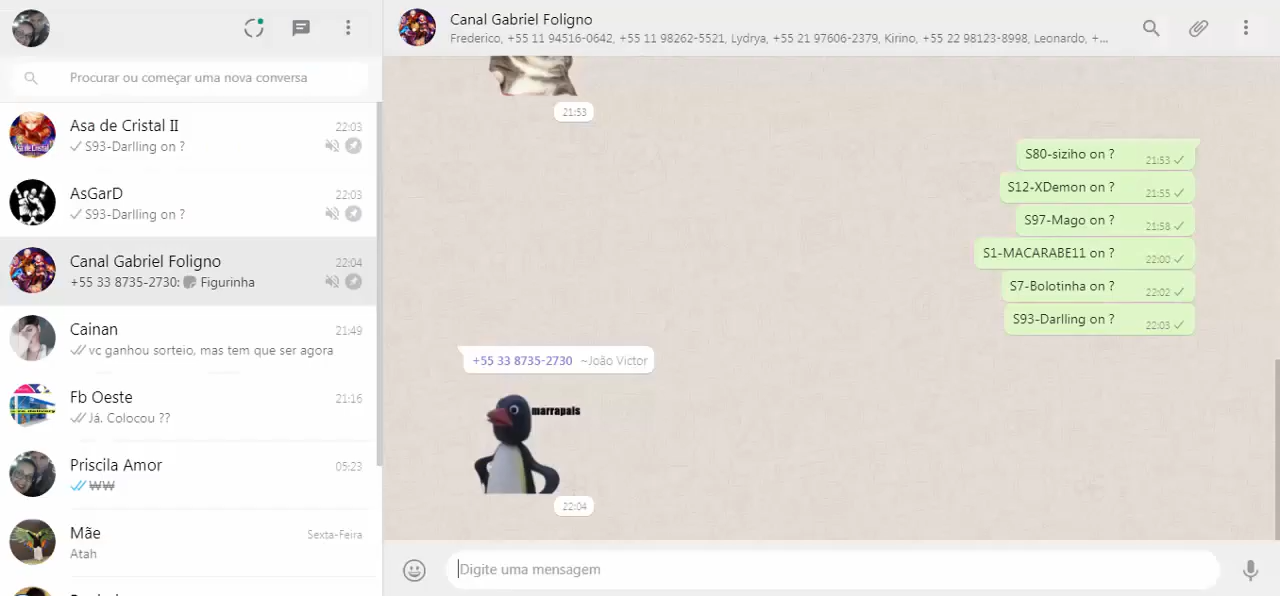 Procurar ou começar uma nova conversa
Asa de Cristal II
22:03
S93-Darlling on ?
AsGarD
22:03
S93-Darlling on ?
Canal Gabriel Foligno
22:04
+55 33 8735-2730: Figurinha
Cainan
21:49
vc ganhou sorteio, mas tem que ser agora
Fb Oeste
21:16
Já. Colocou ??
Priscila Amor
05:23
Mãe
Sexta-Feira
Atah
Canal Gabriel Foligno
Frederico, +55 11 94516-0642, +55 11 98262-5521, Lydrya, +55 21 97606-2379, Kirino, +55 22 98123-8998, Leonardo, +...
21:53
S80-siziho on ? 21:53
S12-XDemon on ? 21:55
S97-Mago on ? 21:58
S1-MACARABE11 on ? 22:00
S7-Bolotinha on ? 22:02
S93-Darlling on ? 22:03
+55 33 8735-2730 ~João Victor
marrapais
22:04
Digite uma mensagem